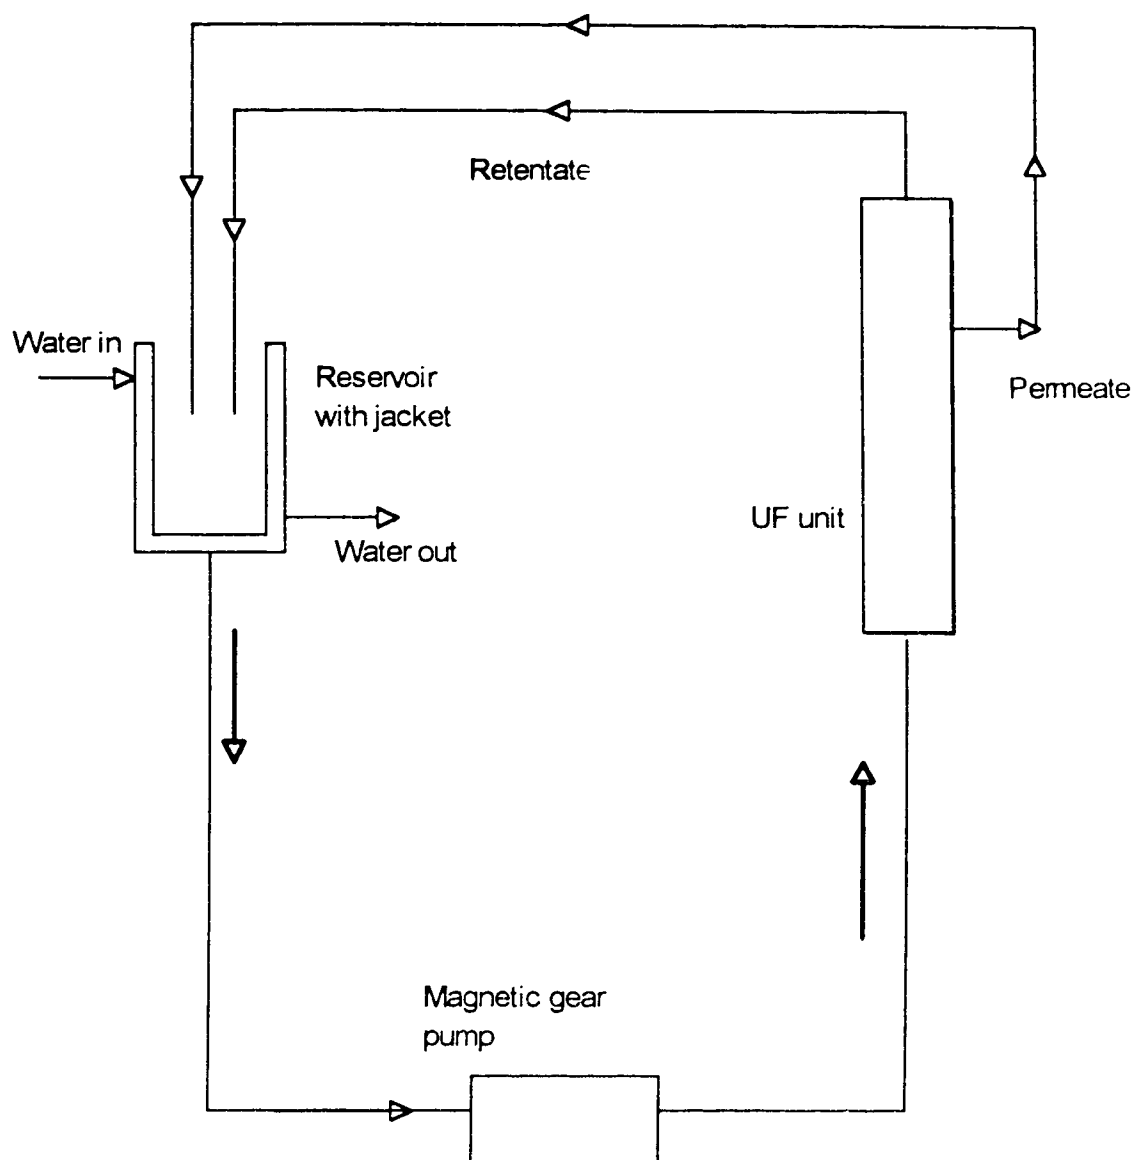 Retentate
Water in
Reservoir
with jacket
Permeate
UF unit
Water out
Magnetic gear
pump